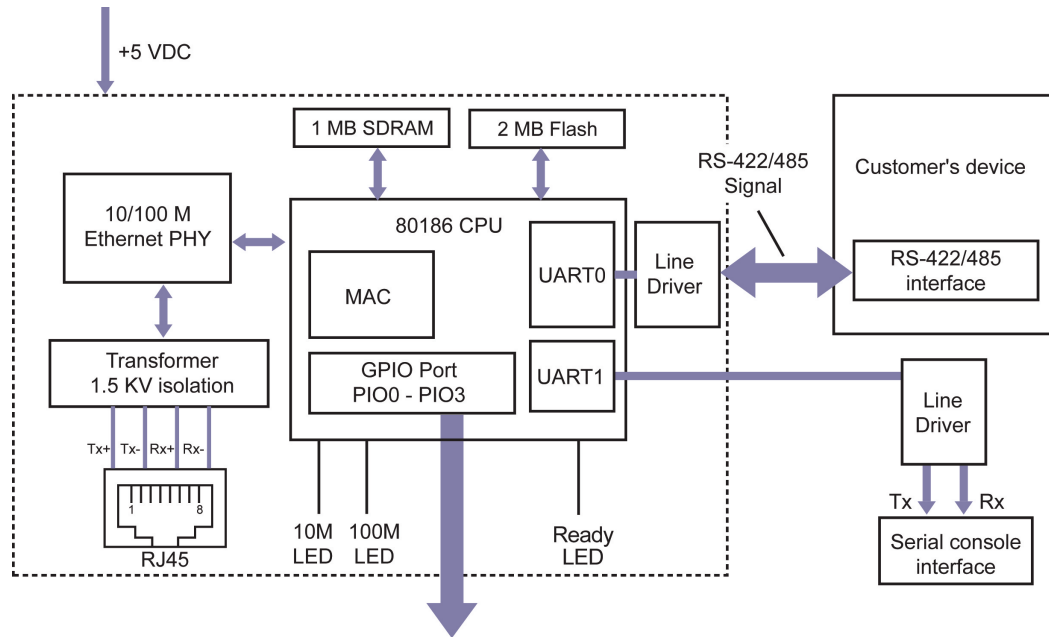 +5 VDC
1 MB SDRAM
2 MB Flash
RS-422/485
Signal
Customer's device
10/100 M
Ethernet PHY
80186 CPU
MAC
UART0
Line
Driver
RS-422/485
interface
Transformer
1.5 KV isolation
GPIO Port
PIO0 - PIO3
UART1
Line
Driver
Tx+ Tx- Rx+ Rx-
1 8
RJ45
10M
LED
100M
LED
Ready
LED
Tx Rx
Serial console
interface